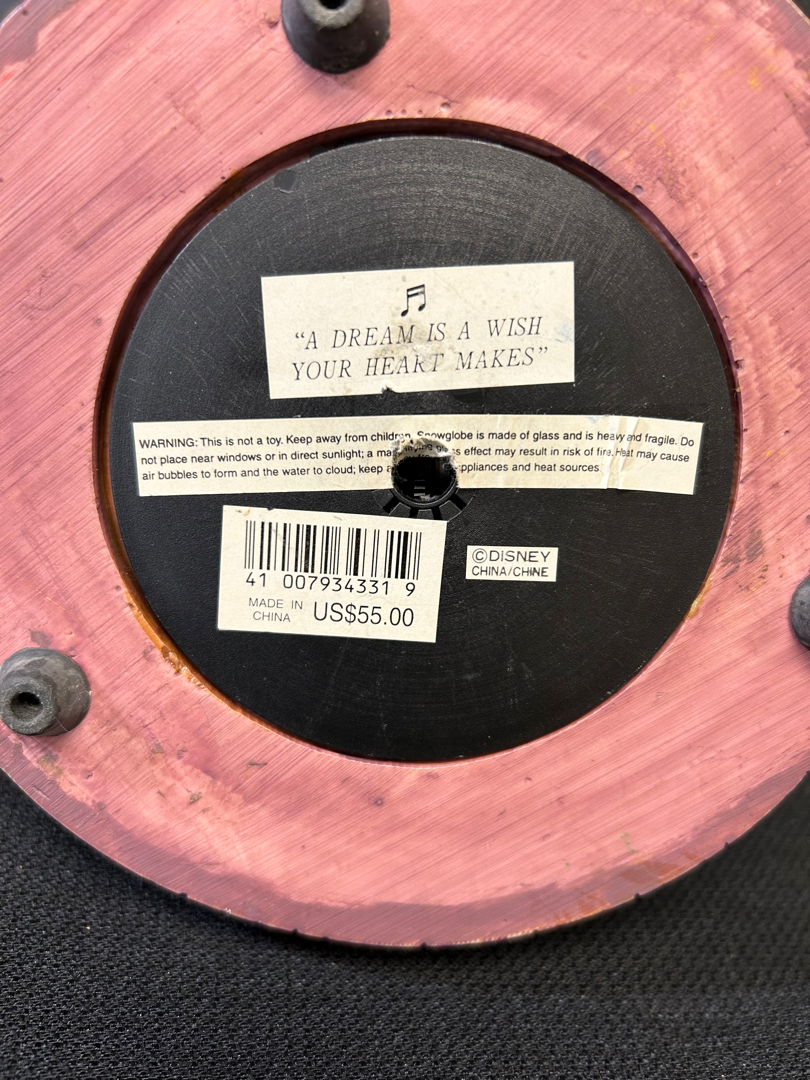 “A DREAM IS A WISH
YOUR HEART MAKES”
WARNING: This is not a toy. Keep away from children. Snowglobe is made of glass and is heavy and fragile. Do
not place near windows or in direct sunlight; a glass effect may result in risk of fire. Heat may cause
air bubbles to form and the water to cloud; keep appliances and heat sources
41 007934331 9
MADE IN
CHINA
US$55.00
©DISNEY
CHINA/CHINE